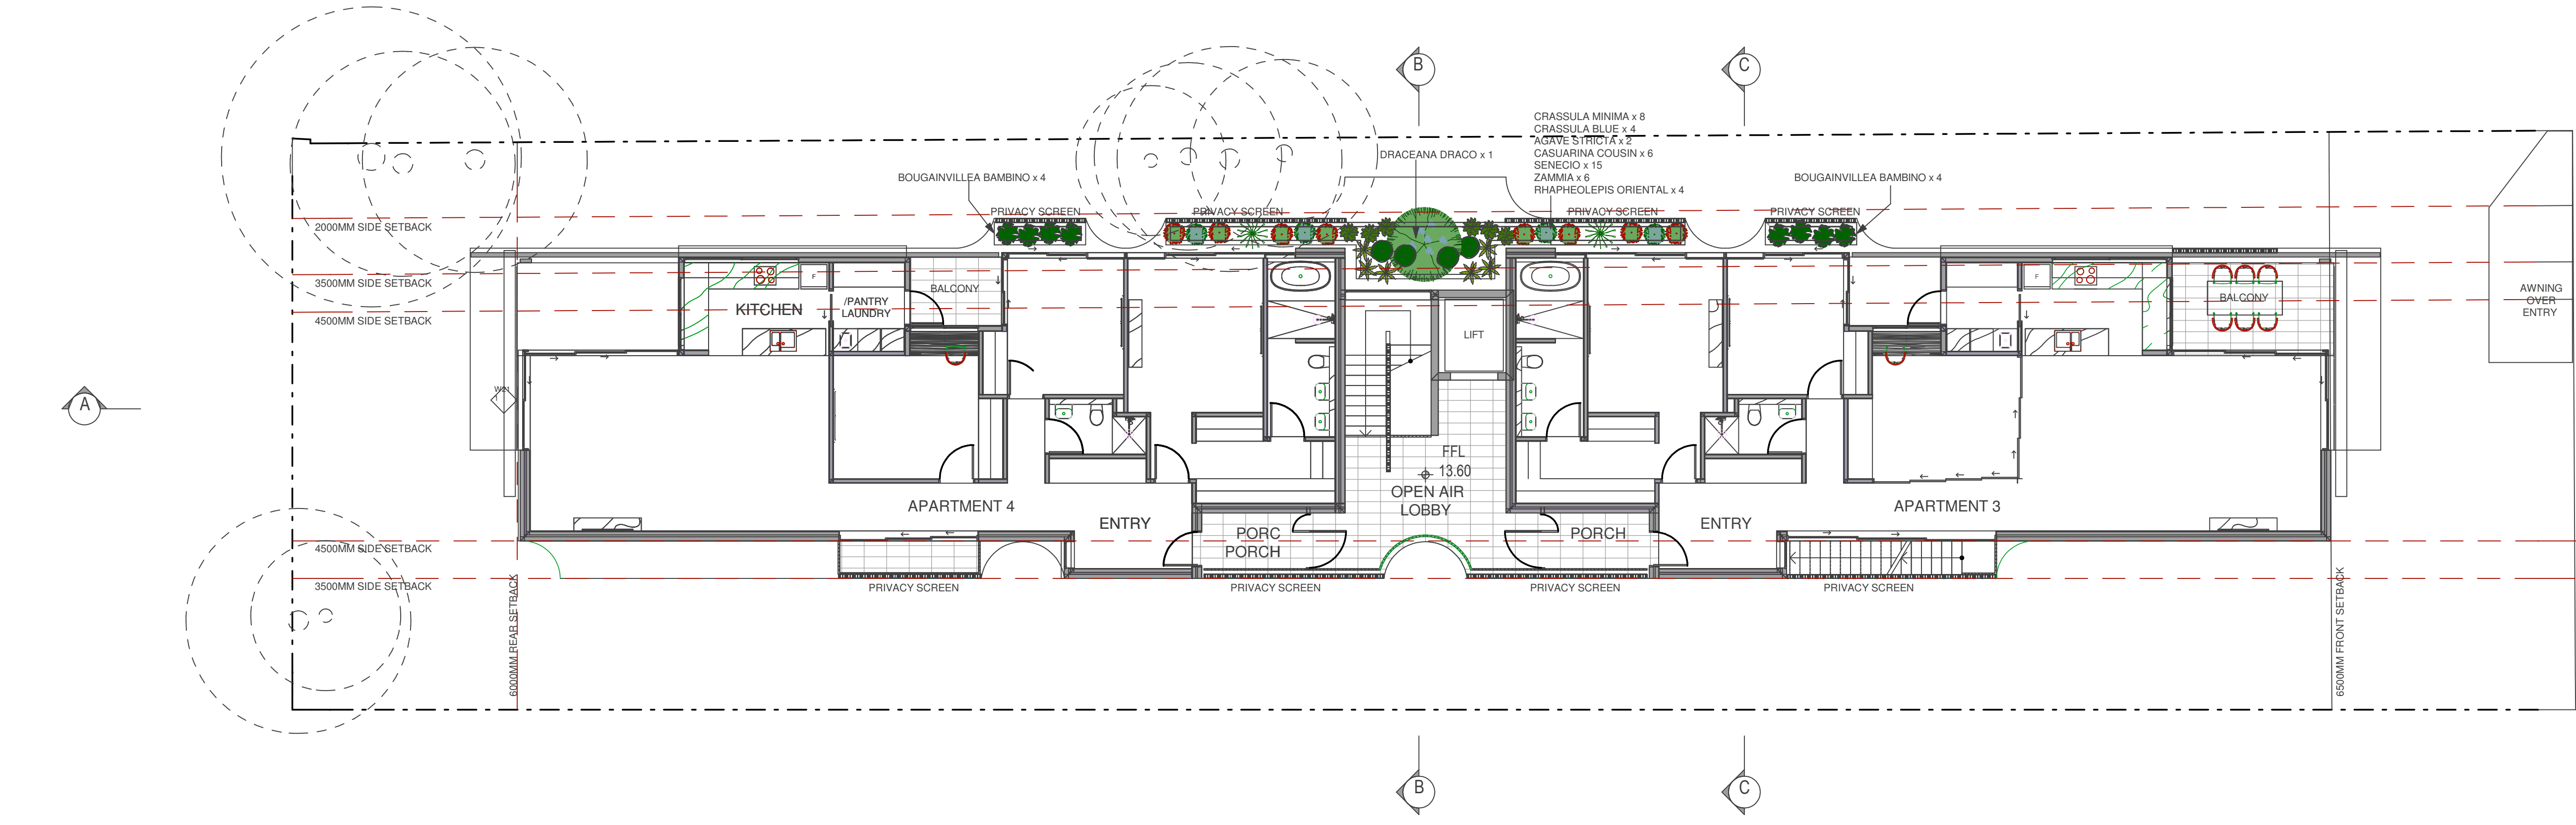 B
C
CRASSULA MINIMA x 8
CRASSULA BLUE x 4
AGAVE STRICTA x 2
CASUARINA COUSIN x 6
SENECIO x 15
ZAMMIA x 6
RHAPHEOLEPIS ORIENTAL x 4
DRACEANA DRACO x 1
BOUGAINVILLEA BAMBINO x 4
BOUGAINVILLEA BAMBINO x 4
PRIVACY SCREEN
PRIVACY SCREEN
PRIVACY SCREEN
PRIVACY SCREEN
2000MM SIDE SETBACK
3500MM SIDE SETBACK
4500MM SIDE SETBACK
KITCHEN
F
/PANTRY
LAUNDRY
BALCONY
LIFT
F
BALCONY
AWNING
OVER
ENTRY
A
FFL
13.60
OPEN AIR
LOBBY
APARTMENT 4
ENTRY
PORC
PORCH
PORCH
ENTRY
APARTMENT 3
4500MM SIDE SETBACK
3500MM SIDE SETBACK
6000MM REAR SETBACK
PRIVACY SCREEN
PRIVACY SCREEN
PRIVACY SCREEN
PRIVACY SCREEN
6500MM FRONT SETBACK
B
C